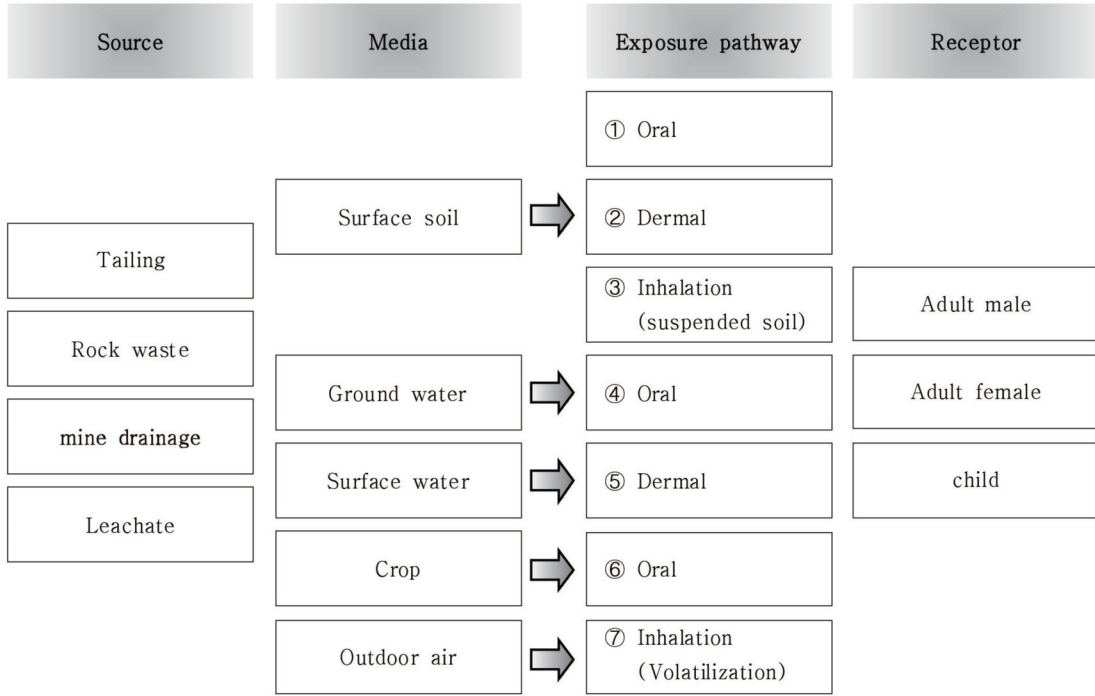 Source
Media
Exposure pathway
Receptor
Tailing
Rock waste
mine drainage
Leachate
Surface soil
Ground water
Surface water
Crop
Outdoor air
① Oral
② Dermal
③ Inhalation
(suspended soil)
④ Oral
⑤ Dermal
⑥ Oral
⑦ Inhalation
(Volatilization)
Adult male
Adult female
child